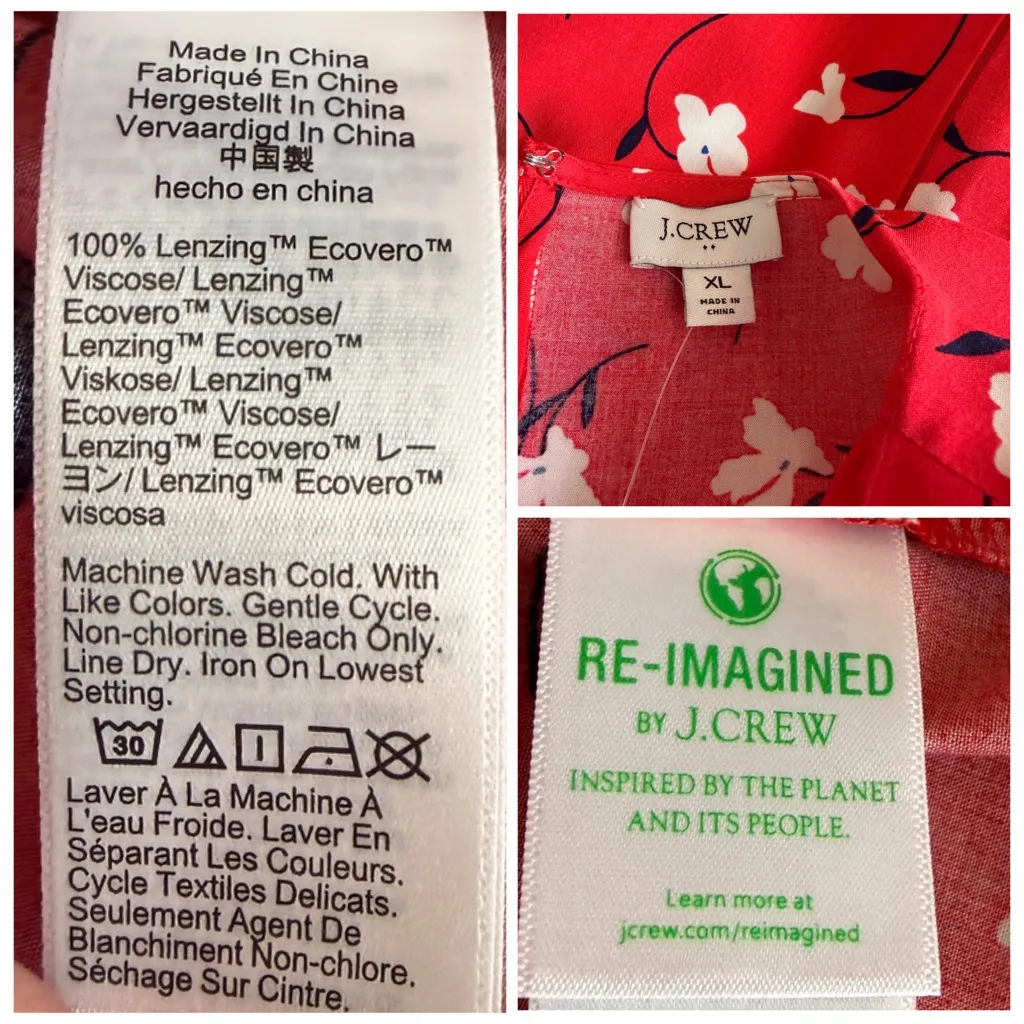 Made In China
Fabriqué En Chine
Hergestellt In China
Vervaardigd In China
中国製
hecho en china
100% Lenzing™ Ecovero™
Viscose/ Lenzing™
Ecovero™ Viscose/
Lenzing™ Ecovero™
Viskose/ Lenzing™
Ecovero™ Viscose/
Lenzing™ Ecovero™ レー
ヨン/ Lenzing™ Ecovero™
viscosa
Machine Wash Cold. With
Like Colors. Gentle Cycle.
Non-chlorine Bleach Only.
Line Dry. Iron On Lowest
Setting.
30
Laver À La Machine À
L'eau Froide. Laver En
Séparant Les Couleurs.
Cycle Textiles Delicats.
Seulement Agent De
Blanchiment Non-chlore.
Séchage Sur Cintre.
J.CREW
XL
MADE IN
CHINA
RE-IMAGINED
BY J.CREW
INSPIRED BY THE PLANET
AND ITS PEOPLE.
Learn more at
jcrew.com/reimagined